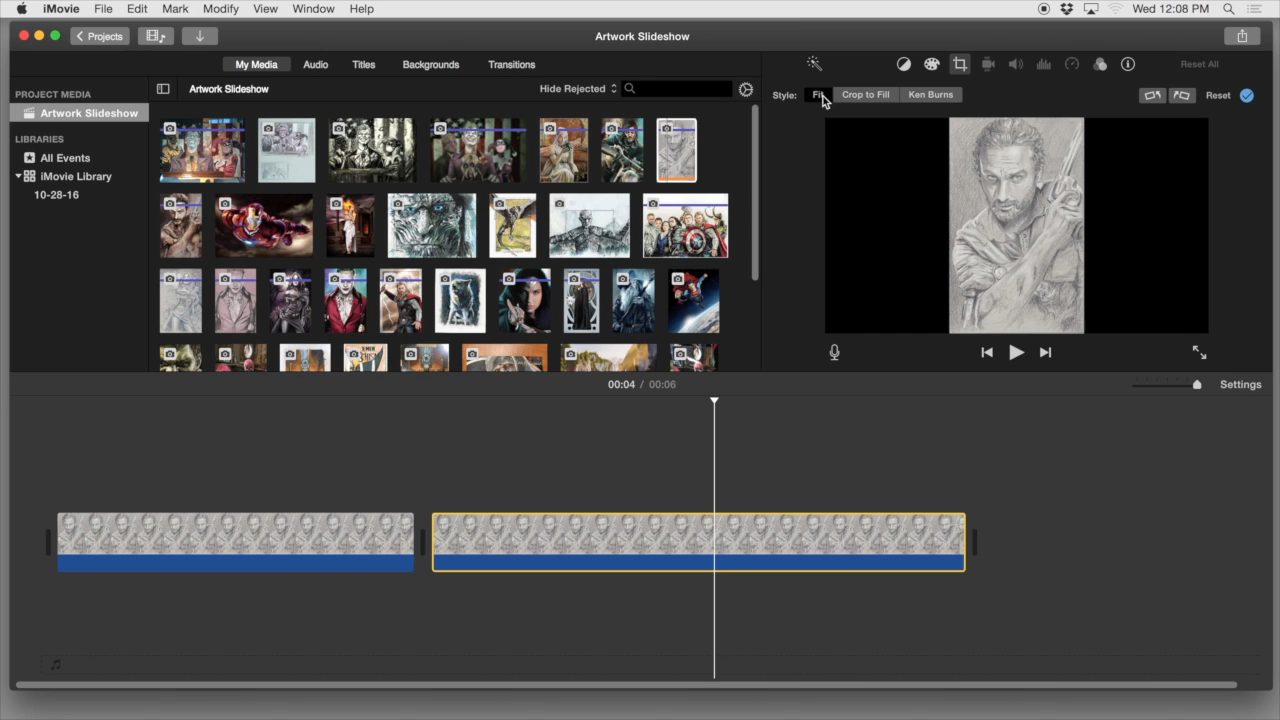 iMovie File Edit Mark Modify View Window Help Wed 12:08 PM
Projects Artwork Slideshow
My Media Audio Titles Backgrounds Transitions Reset All
PROJECT MEDIA Artwork Slideshow Hide Rejected Style: Fit Crop to Fill Ken Burns Reset
Artwork Slideshow
LIBRARIES
All Events
iMovie Library
10-28-16
00:04 / 00:06 Settings